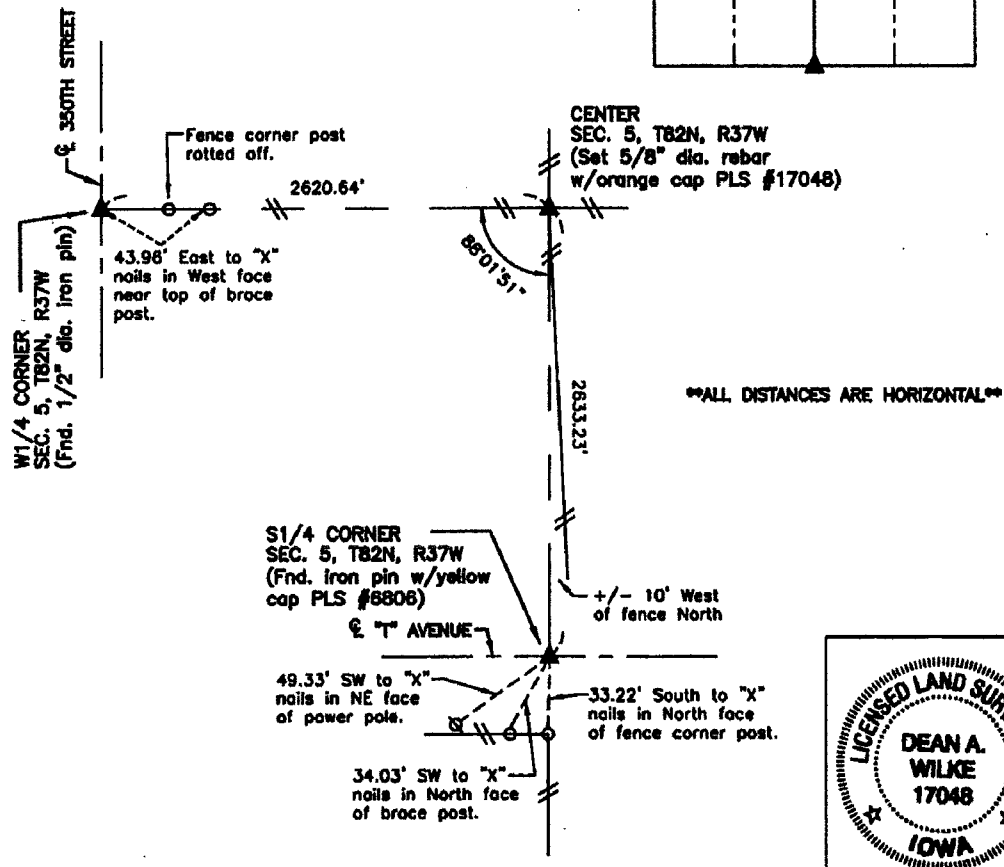 ℄ 350TH STREET
Fence corner post
rotted off.
2620.64'
CENTER
SEC. 5, T82N, R37W
(Set 5/8" dia. rebar
w/orange cap PLS #17048)
W1/4 CORNER
SEC. 5, T82N, R37W
(Fnd. 1/2" dia. iron pin)
43.96' East to "X"
nails in West face
near top of brace
post.
88°01'51"
2633.23'
**ALL DISTANCES ARE HORIZONTAL**
S1/4 CORNER
SEC. 5, T82N, R37W
(Fnd. iron pin w/yellow
cap PLS #6806)
℄ "T" AVENUE
+/- 10' West
of fence North
49.33' SW to "X"
nails in NE face
of power pole.
33.22' South to "X"
nails in North face
of fence corner post.
34.03' SW to "X"
nails in North face
of brace post.
LICENSED LAND SUR
DEAN A.
WILKE
17048
IOWA